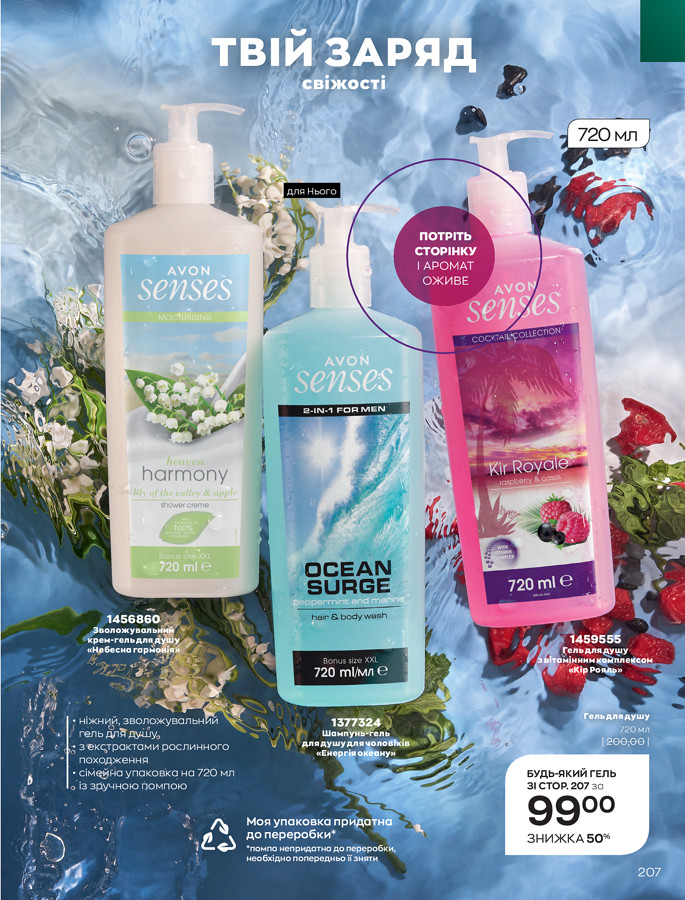 ТВІЙ ЗАРЯД
свіжості
720 мл
для Нього
ПОТРІТЬ
СТОРІНКУ
І АРОМАТ
ОЖИВЕ
AVON
senses
MOISTURISING
heaven
harmony
lily of the valley & apple
shower creme
100%
Bonus size XXL
720 ml e
AVON
senses
2-IN-1 FOR MEN
OCEAN
SURGE
peppermint and marine
hair & body wash
Bonus size XXL
720 ml/мл e
AVON
senses
COCKTAIL COLLECTION
Kir Royale
raspberry & cassis
WITH
VITAMIN
COMPLEX
720 ml e
1456860
Зволожувальний
крем-гель для душу
«Небесна гармонія»
1377324
Шампунь-гель
для душу для чоловіків
«Енергія океану»
1459555
Гель для душу
з вітамінним комплексом
«Кір Рояль»
• ніжний, зволожувальний
гель для душу,
• з екстрактами рослинного
походження
• сімейна упаковка на 720 мл
із зручною помпою
Гель для душу
720 мл
| 200,00 |
БУДЬ-ЯКИЙ ГЕЛЬ
ЗІ СТОР. 207 за
9900
ЗНИЖКА 50%
Моя упаковка придатна
до переробки*
*помпа непридатна до переробки,
необхідно попередньо її зняти
207